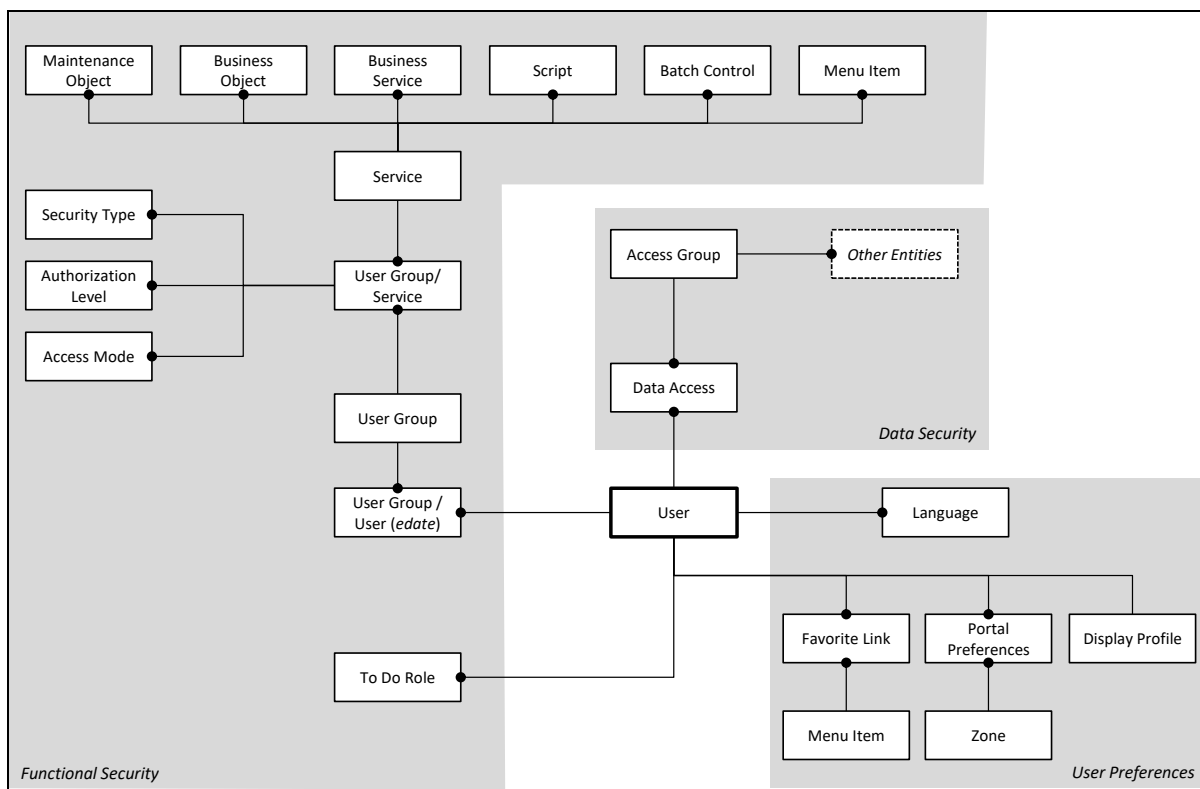 Maintenance
Object
Business
Object
Business
Service
Script
Batch Control
Menu Item
Service
Security Type
Authorization
Level
Access Mode
User Group/
Service
User Group
User Group /
User (edate)
To Do Role
Functional Security
Access Group
Other Entities
Data Access
Data Security
User
Language
Favorite Link
Portal
Preferences
Display Profile
Menu Item
Zone
User Preferences